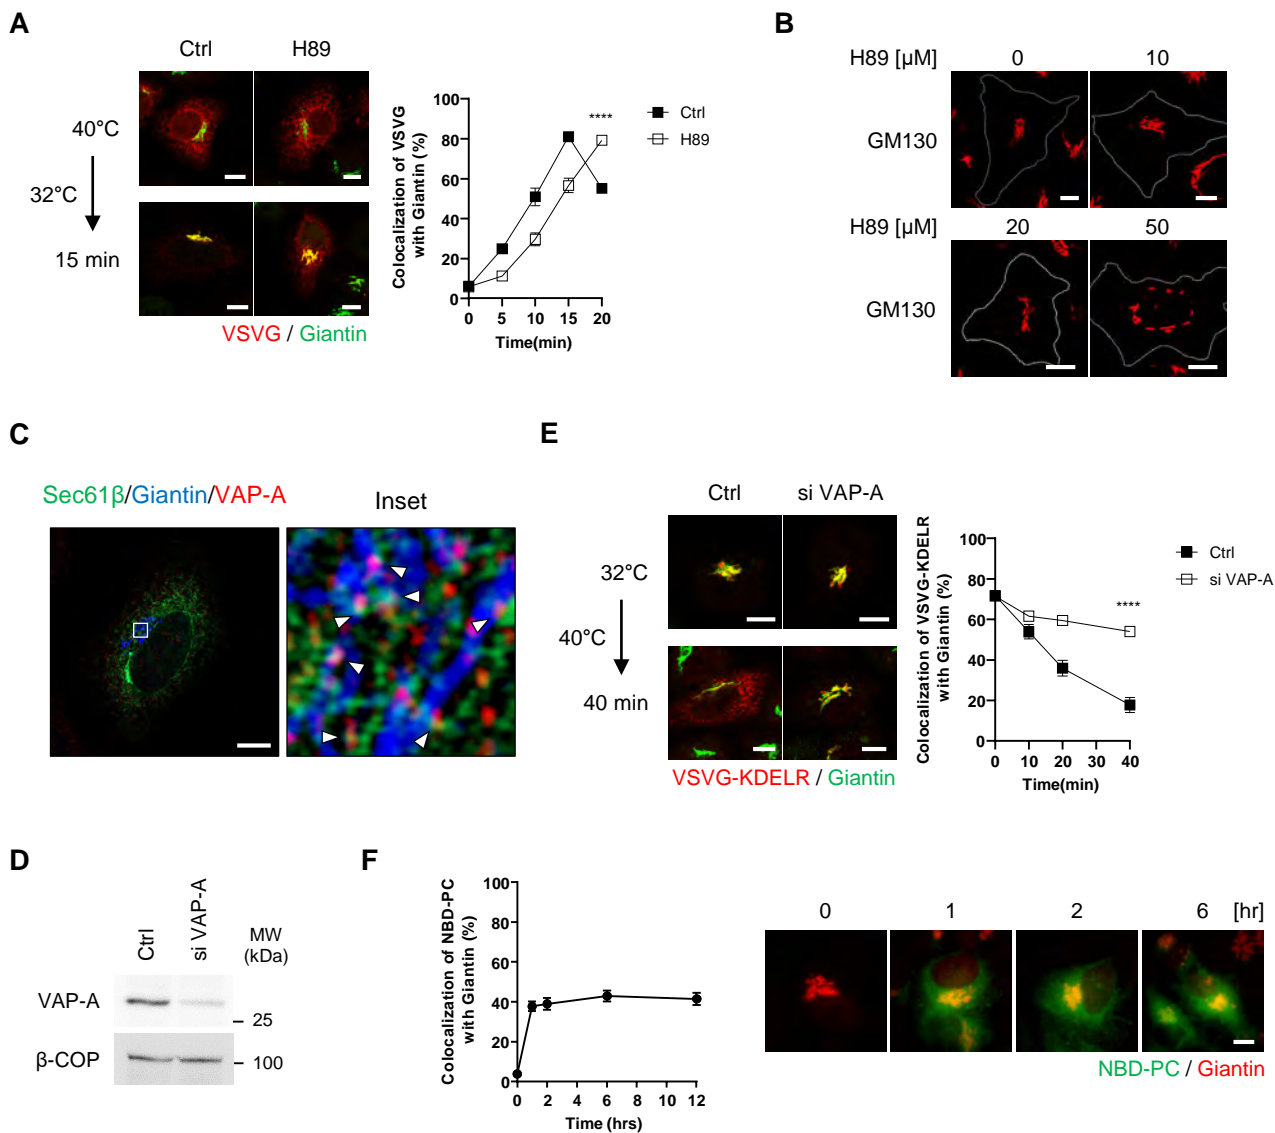 A
Ctrl
H89
40°C
32°C
15 min
VSVG / Giantin
Colocalization of VSVG
with Giantin (%)
100
80
60
40
20
0
0
5
10
15
20
Time(min)
****
Ctrl
H89
B
H89 [µM]
0
10
GM130
H89 [µM]
20
50
GM130
C
Sec61β/Giantin/VAP-A
Inset
E
Ctrl
si VAP-A
32°C
40°C
40 min
VSVG-KDELR / Giantin
Colocalization of VSVG-KDELR
with Giantin (%)
100
80
60
40
20
0
0
10
20
30
40
Time(min)
****
Ctrl
si VAP-A
D
Ctrl
si VAP-A
MW
(kDa)
VAP-A
25
β-COP
100
F
Colocalization of NBD-PC
with Giantin (%)
100
80
60
40
20
0
0
2
4
6
8
10
12
Time (hrs)
0
1
2
6
[hr]
NBD-PC / Giantin